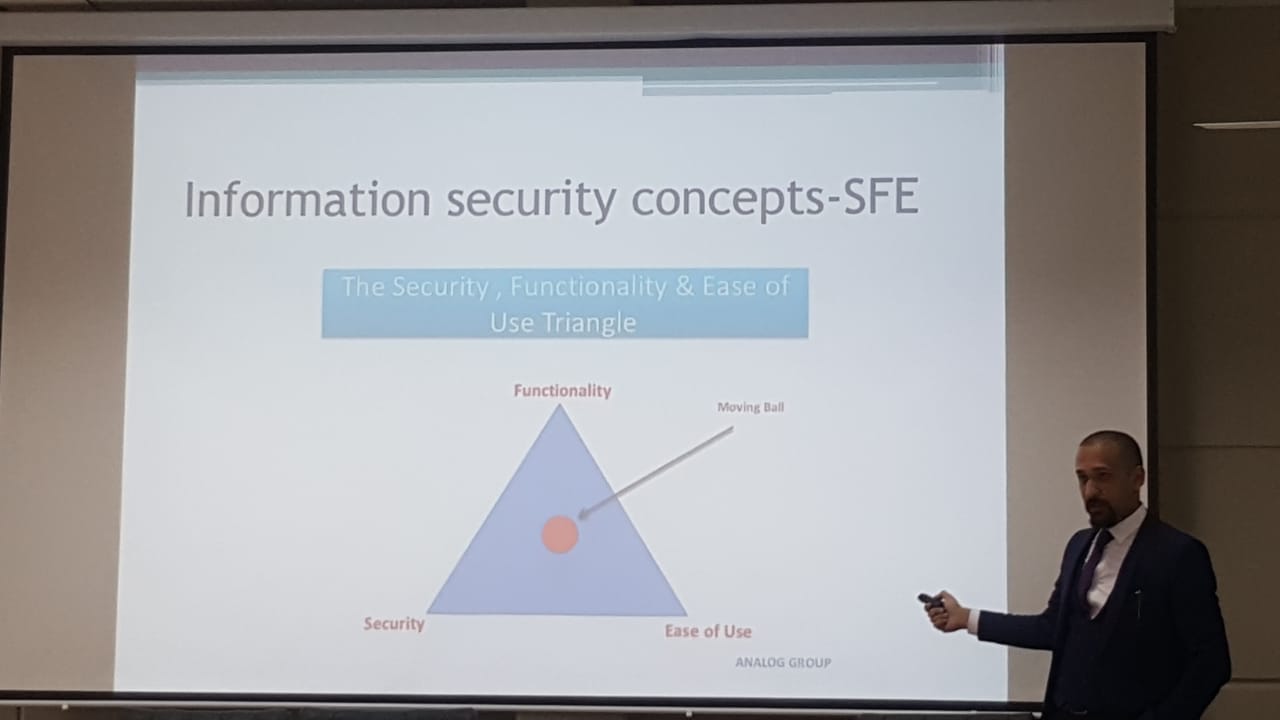 Information security concepts-SFE
The Security , Functionality & Ease of
Use Triangle
Functionality
Moving Ball
Security
Ease of Use
ANALOG GROUP